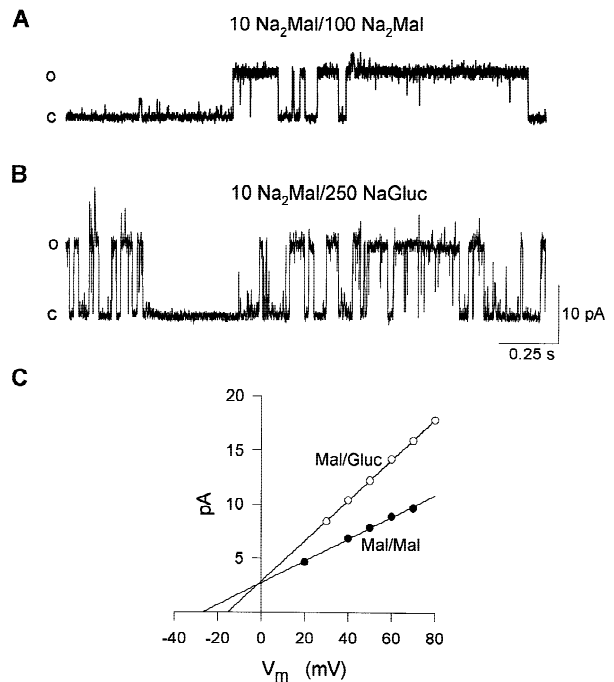 A
10 Na₂Mal/100 Na₂Mal
o
c
B
10 Na₂Mal/250 NaGluc
o
c
10 pA
0.25 s
C
20
15
10
5
pA
Mal/Gluc
Mal/Mal
-40 -20 0 20 40 60 80
Vm (mV)